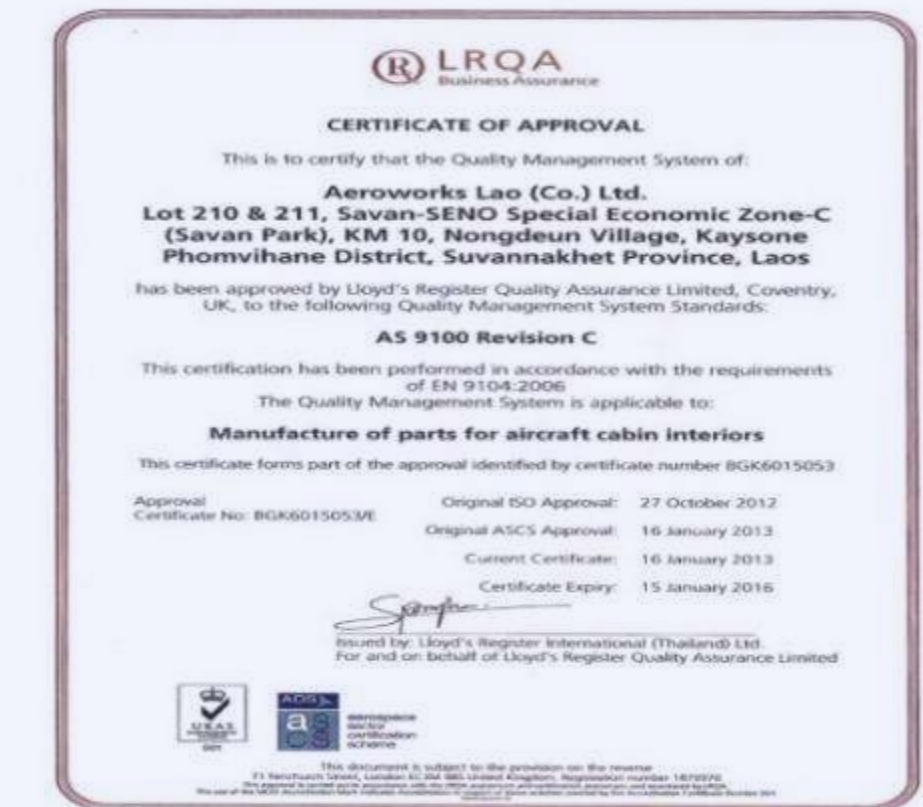 LRQA
Business Assurance
CERTIFICATE OF APPROVAL
This is to certify that the Quality Management System of:
Aeroworks Lao (Co.) Ltd.
Lot 210 & 211, Savan-SENO Special Economic Zone-C
(Savan Park), KM 10, Nongdeun Village, Kaysone
Phomvihane District, Suvannakhet Province, Laos
has been approved by Lloyd's Register Quality Assurance Limited, Coventry,
UK, to the following Quality Management System Standards:
AS 9100 Revision C
This certification has been performed in accordance with the requirements
of EN 9104:2006
The Quality Management System is applicable to:
Manufacture of parts for aircraft cabin interiors
This certificate forms part of the approval identified by certificate number BGK6015053
Approval
Certificate No: BGK6015053/E
Original ISO Approval: 27 October 2012
Original ASCS Approval: 16 January 2013
Current Certificate: 16 January 2013
Certificate Expiry: 15 January 2016
Issued by: Lloyd's Register International (Thailand) Ltd.
For and on behalf of Lloyd's Register Quality Assurance Limited
UKAS
001
ADS
aerospace
sector
certification
scheme
This document is subject to the provision on the reverse